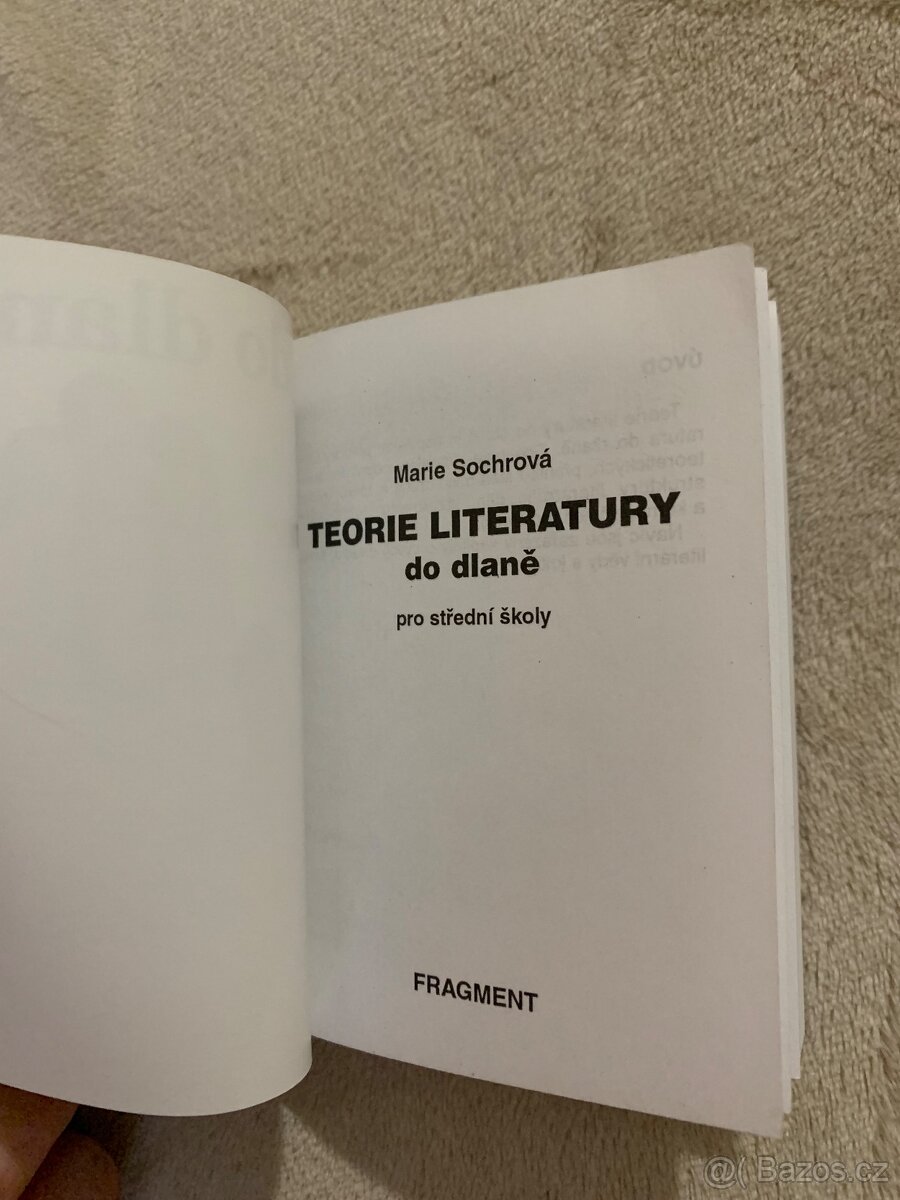 Marie Sochrová
TEORIE LITERATURY
do dlaně
pro střední školy
FRAGMENT
@( Bazos.cz